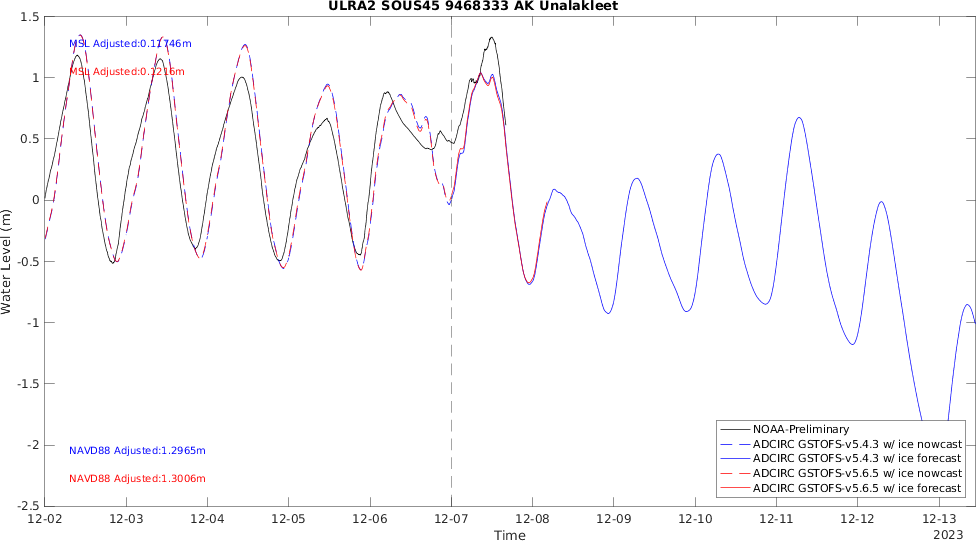 ULRA2 SOUS45 9468333 AK Unalakleet
1.5
1
0.5
0
-0.5
-1
-1.5
-2
-2.5
Water Level (m)
MSL Adjusted:0.11746m
MSL Adjusted:0.1216m
NAVD88 Adjusted:1.2965m
NAVD88 Adjusted:1.3006m
NOAA-Preliminary
ADCIRC GSTOFS-v5.4.3 w/ ice nowcast
ADCIRC GSTOFS-v5.4.3 w/ ice forecast
ADCIRC GSTOFS-v5.6.5 w/ ice nowcast
ADCIRC GSTOFS-v5.6.5 w/ ice forecast
12-02 12-03 12-04 12-05 12-06 12-07 12-08 12-09 12-10 12-11 12-12 12-13
Time
2023